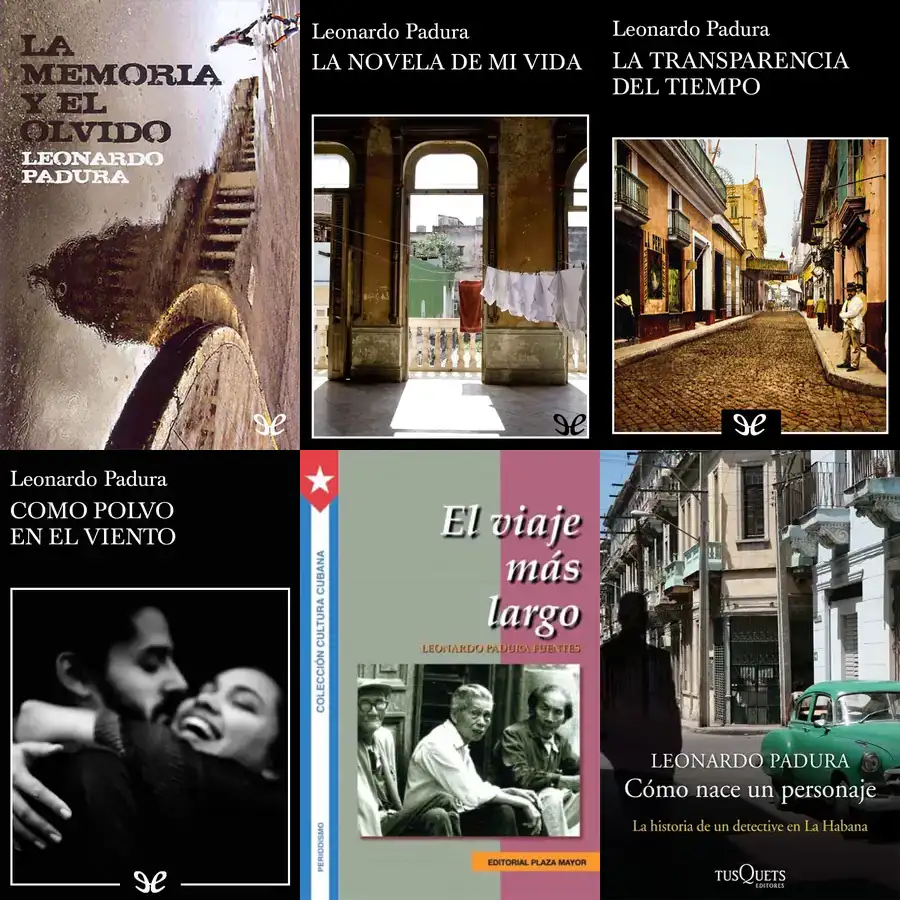 LA
MEMORIA
Y EL
OLVIDO
LEONARDO
PADURA
Leonardo Padura
LA NOVELA DE MI VIDA
Leonardo Padura
LA TRANSPARENCIA
DEL TIEMPO
Leonardo Padura
COMO POLVO
EN EL VIENTO
COLECCIÓN CULTURA CUBANA
PERIODISMO
El viaje
más
largo
LEONARDO PADURA FUENTES
EDITORIAL PLAZA MAYOR
LEONARDO PADURA
Cómo nace un personaje
La historia de un detective en La Habana
TUSQUETS
EDITORES